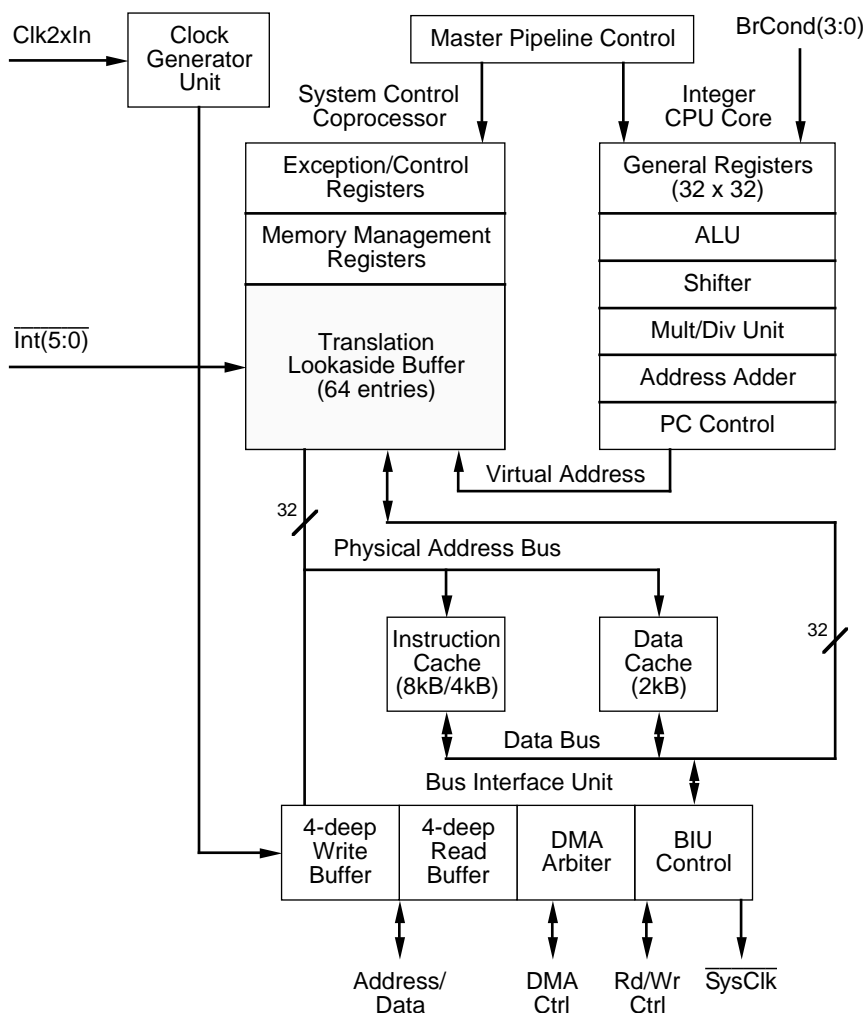 Clk2xIn
Clock
Generator
Unit
Master Pipeline Control
BrCond(3:0)
System Control
Coprocessor
Integer
CPU Core
Exception/Control
Registers
Memory Management
Registers
Translation
Lookaside Buffer
(64 entries)
General Registers
(32 x 32)
ALU
Shifter
Mult/Div Unit
Address Adder
PC Control
Int(5:0)
Virtual Address
32
Physical Address Bus
Instruction
Cache
(8kB/4kB)
Data
Cache
(2kB)
32
Data Bus
Bus Interface Unit
4-deep
Write
Buffer
4-deep
Read
Buffer
DMA
Arbiter
BIU
Control
Address/
Data
DMA
Ctrl
Rd/Wr
Ctrl
SysClk